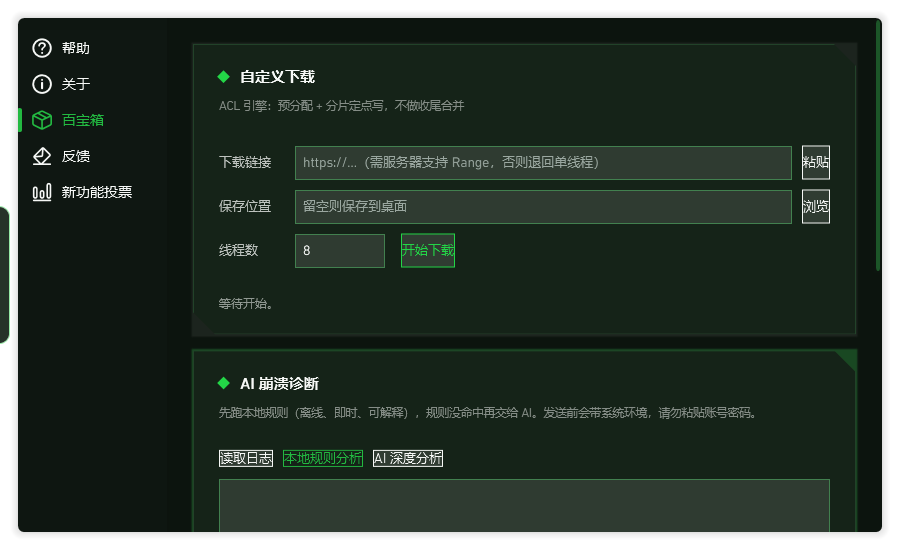 帮助
关于
百宝箱
反馈
新功能投票
自定义下载
ACL 引擎：预分配 + 分片定点写，不做收尾合并
下载链接 https://... （需服务器支持 Range，否则退回单线程） 粘贴
保存位置 留空则保存到桌面 浏览
线程数 8 开始下载
等待开始。
AI 崩溃诊断
先跑本地规则（离线、即时、可解释），规则没命中再交给 AI。发送前会带系统环境，请勿粘贴账号密码。
读取日志 本地规则分析 AI 深度分析